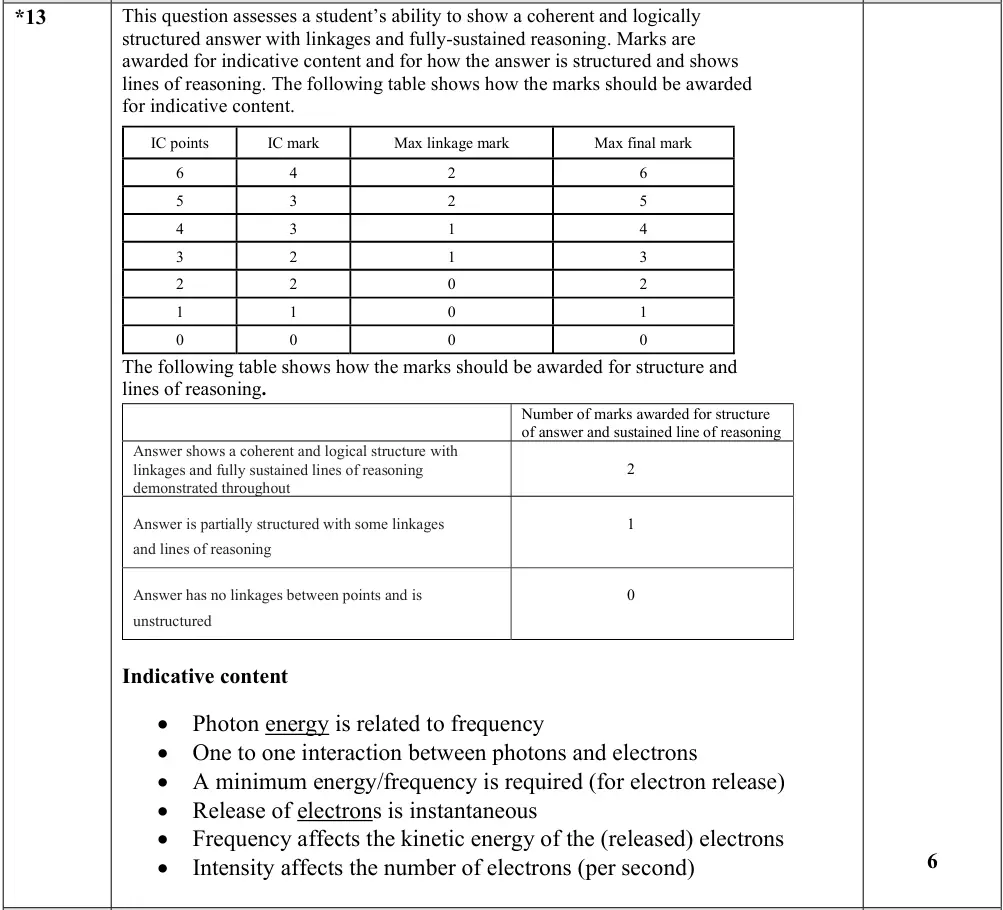 *13
This question assesses a student’s ability to show a coherent and logically
structured answer with linkages and fully-sustained reasoning. Marks are
awarded for indicative content and for how the answer is structured and shows
lines of reasoning. The following table shows how the marks should be awarded
for indicative content.
IC points IC mark Max linkage mark Max final mark
6 4 2 6
5 3 2 5
4 3 1 4
3 2 1 3
2 2 0 2
1 1 0 1
0 0 0 0
The following table shows how the marks should be awarded for structure and
lines of reasoning.
Number of marks awarded for structure
of answer and sustained line of reasoning
Answer shows a coherent and logical structure with
linkages and fully sustained lines of reasoning
demonstrated throughout
2
Answer is partially structured with some linkages
and lines of reasoning
1
Answer has no linkages between points and is
unstructured
0
Indicative content
• Photon energy is related to frequency
• One to one interaction between photons and electrons
• A minimum energy/frequency is required (for electron release)
• Release of electrons is instantaneous
• Frequency affects the kinetic energy of the (released) electrons
• Intensity affects the number of electrons (per second)
6